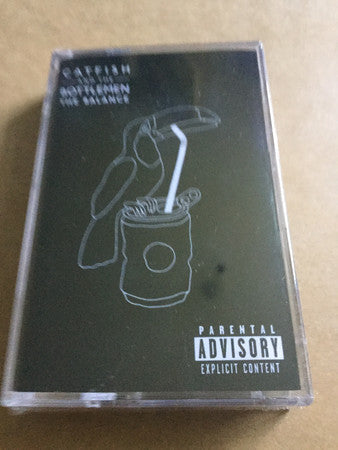 CATFISH
AND THE
BOTTLEMEN
THE BALANCE
PARENTAL
ADVISORY
EXPLICIT CONTENT